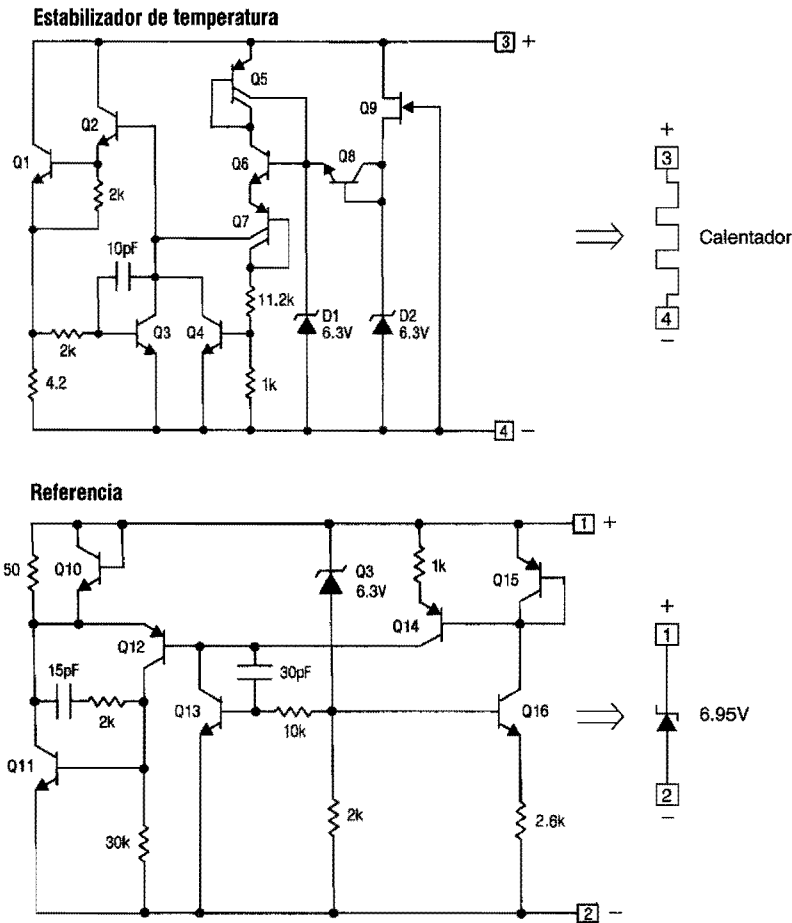 Estabilizador de temperatura
3 +
Q5
Q9
Q2
Q1
Q6
Q8
2k
Q7
10pF
11.2k
D1
6.3V
D2
6.3V
Q3
Q4
2k
4.2
1k
4 −
+
3
Calentador
4
−
Referencia
1 +
50
Q10
Q3
6.3V
1k
Q15
Q12
Q14
15pF
2k
30pF
Q13
10k
Q16
Q11
30k
2k
2.6k
2 −
+
1
6.95V
2
−